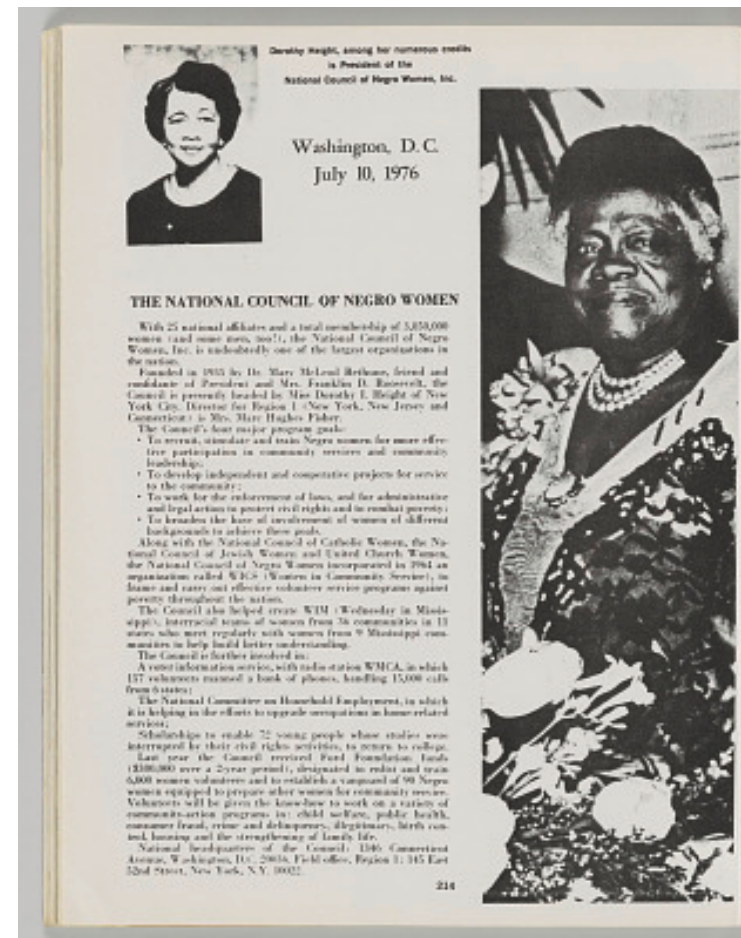 Dorothy Height, among her numerous credits
is President of the
National Council of Negro Women, Inc.
Washington, D.C.
July 10, 1976
THE NATIONAL COUNCIL OF NEGRO WOMEN
With 25 national affiliates and a total membership of 3,850,000
women (and some men, too!), the National Council of Negro
Women, Inc. is undoubtedly one of the largest organizations in
the nation.
Founded in 1935 by Dr. Mary McLeod Bethune, friend and
confidante of President and Mrs. Franklin D. Roosevelt, the
Council is presently headed by Miss Dorothy I. Height of New
York City. Director for Region I (New York, New Jersey and
Connecticut) is Mrs. Mary Hughes Fisher.
The Council's four major program goals:
• To recruit, stimulate and train Negro women for more effec-
tive participation in community services and community
leadership;
• To develop independent and cooperative projects for service
to the community;
• To work for the enforcement of laws, and for administrative
and legal action to protect civil rights and to combat poverty;
• To broaden the base of involvement of women of different
backgrounds to achieve these goals.
Along with the National Council of Catholic Women, the Na-
tional Council of Jewish Women and United Church Women,
the National Council of Negro Women incorporated in 1964 an
organization called WICS (Women in Community Service), to
frame and carry out effective volunteer service programs against
poverty throughout the nation.
The Council also helped create WIM (Wednesday in Missis-
sippi), interracial teams of women from 36 communities in 11
states who meet regularly with women from 9 Mississippi com-
munities to help build better understanding.
The Council is further involved in:
A voter information service, with radio station WMCA, in which
157 volunteers manned a bank of phones, handling 15,000 calls
from 6 states;
The National Committee on Household Employment, in which
it is helping in the efforts to upgrade occupations in home-related
services;
Scholarships to enable 72 young people whose studies were
interrupted by their civil rights activities, to return to college.
Last year the Council received Ford Foundation funds
($300,000 over a 2-year period), designated to enlist and train
6,000 women volunteers and to establish a vanguard of 90 Negro
women equipped to prepare other women for community service.
Volunteers will be given the know-how to work on a variety of
community-action programs in: child welfare, public health,
consumer fraud, crime and delinquency, illegitimacy, birth con-
trol, housing and the strengthening of family life.
National headquarters of the Council: 1346 Connecticut
Avenue, Washington, D.C. 20036. Field office, Region I: 145 East
52nd Street, New York, N.Y. 10022.
214